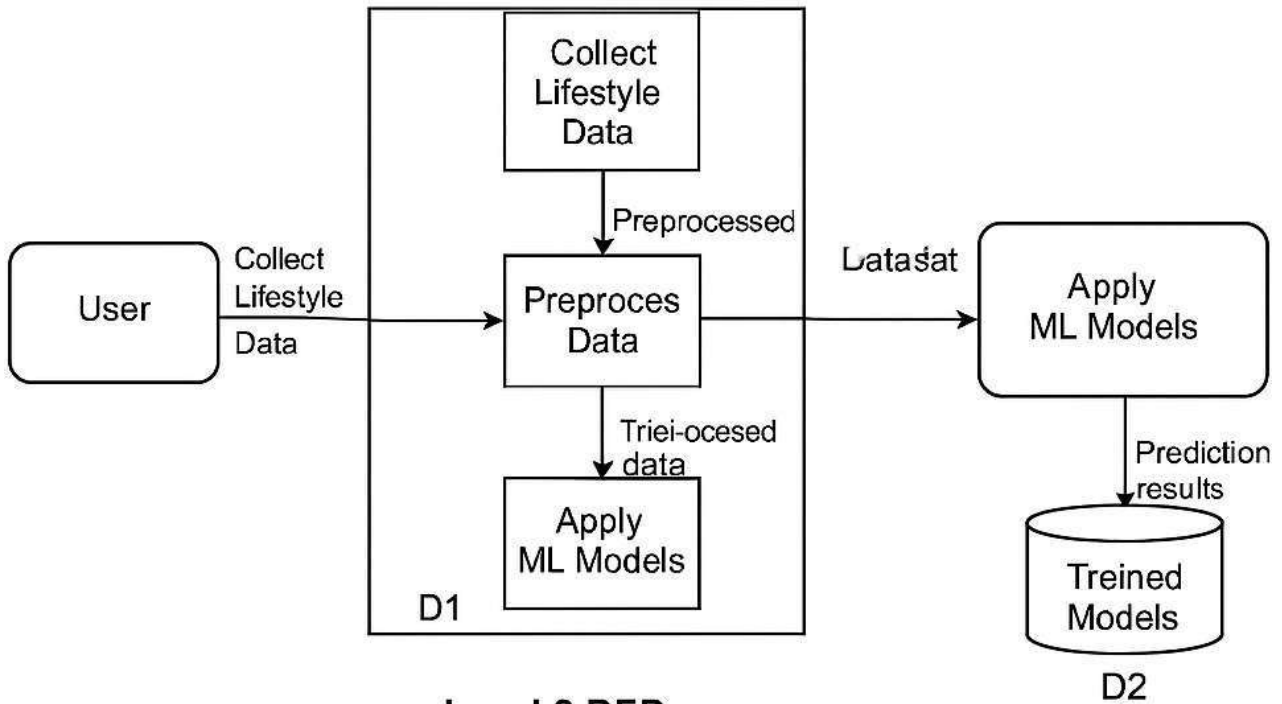 Collect
Lifestyle
Data
Preprocessed
User
Collect
Lifestyle
Data
Preproces
Data
Latasat
Apply
ML Models
Triei-ocesed
data
Apply
ML Models
D1
Prediction
results
Treined
Models
D2